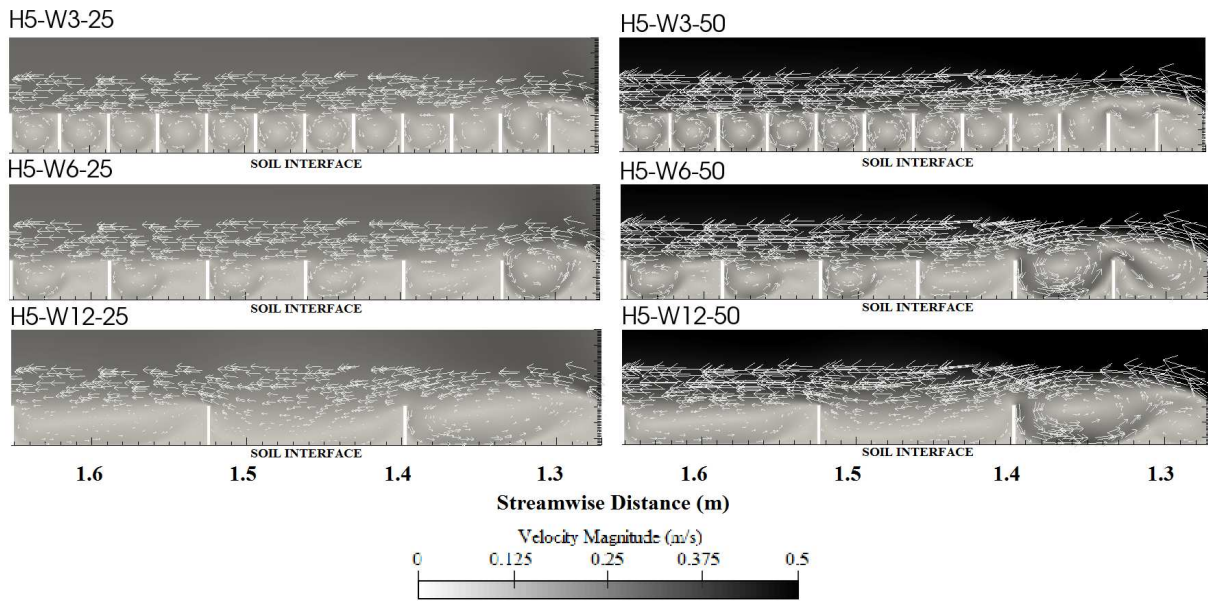 H5-W3-25
H5-W3-50
SOIL INTERFACE
SOIL INTERFACE
H5-W6-25
H5-W6-50
SOIL INTERFACE
SOIL INTERFACE
H5-W12-25
H5-W12-50
SOIL INTERFACE
SOIL INTERFACE
1.6 1.5 1.4 1.3 1.6 1.5 1.4 1.3
Streamwise Distance (m)
Velocity Magnitude (m/s)
0 0.125 0.25 0.375 0.5